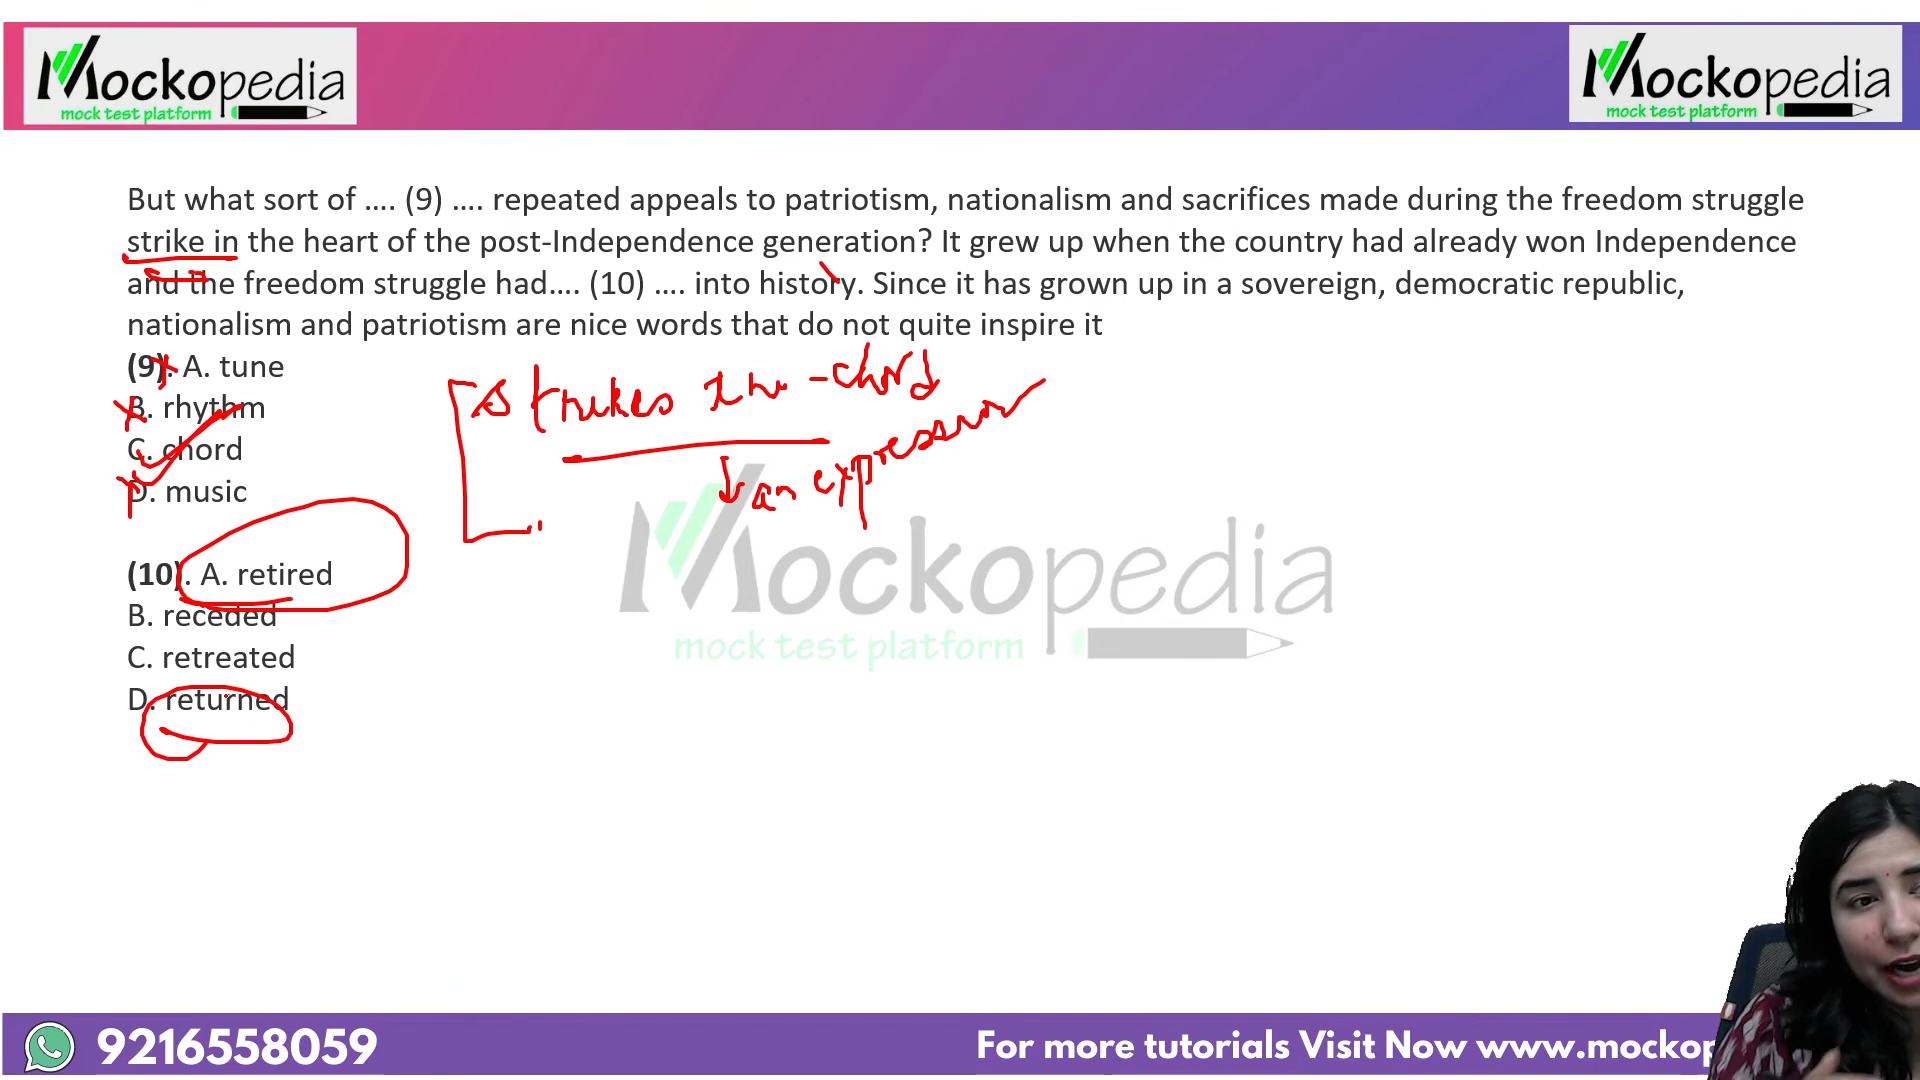 Mockopedia
mock test platform
Mockopedia
mock test platform
But what sort of .... (9) .... repeated appeals to patriotism, nationalism and sacrifices made during the freedom struggle
strike in the heart of the post-Independence generation? It grew up when the country had already won Independence
and the freedom struggle had.... (10) .... into history. Since it has grown up in a sovereign, democratic republic,
nationalism and patriotism are nice words that do not quite inspire it
(9). A. tune
B. rhythm
C. chord
D. music
strikes the chord
an expression
(10). A. retired
B. receded
C. retreated
D. returned
Mockopedia
mock test platform
9216558059
For more tutorials Visit Now www.mockop